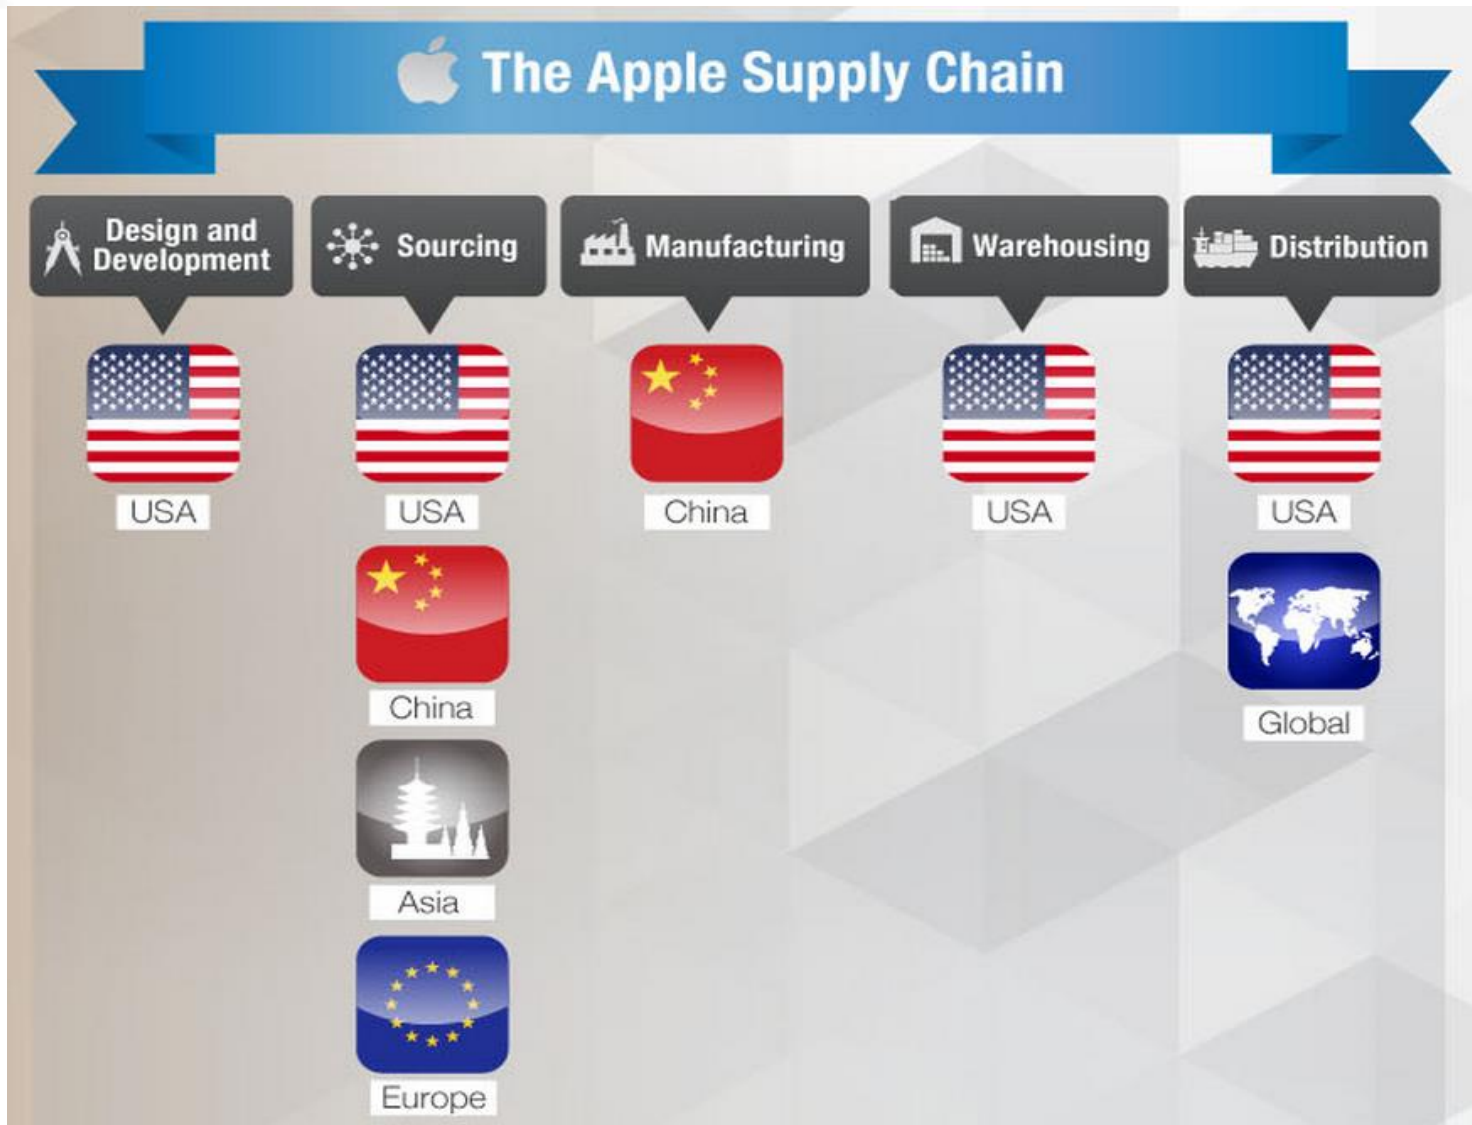 The Apple Supply Chain
Design and
Development
Sourcing
Manufacturing
Warehousing
Distribution
USA
USA
China
USA
USA
China
Global
Asia
Europe